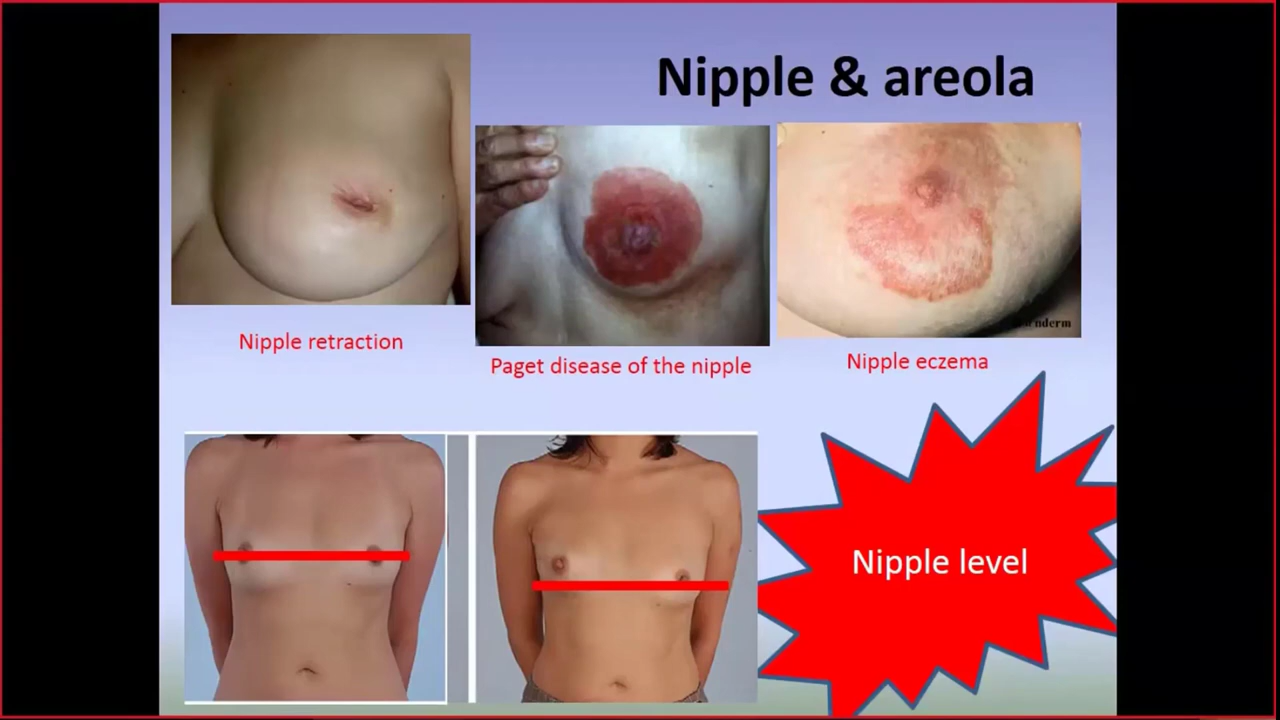 Nipple & areola
Nipple retraction
Paget disease of the nipple
Nipple eczema
Nipple level